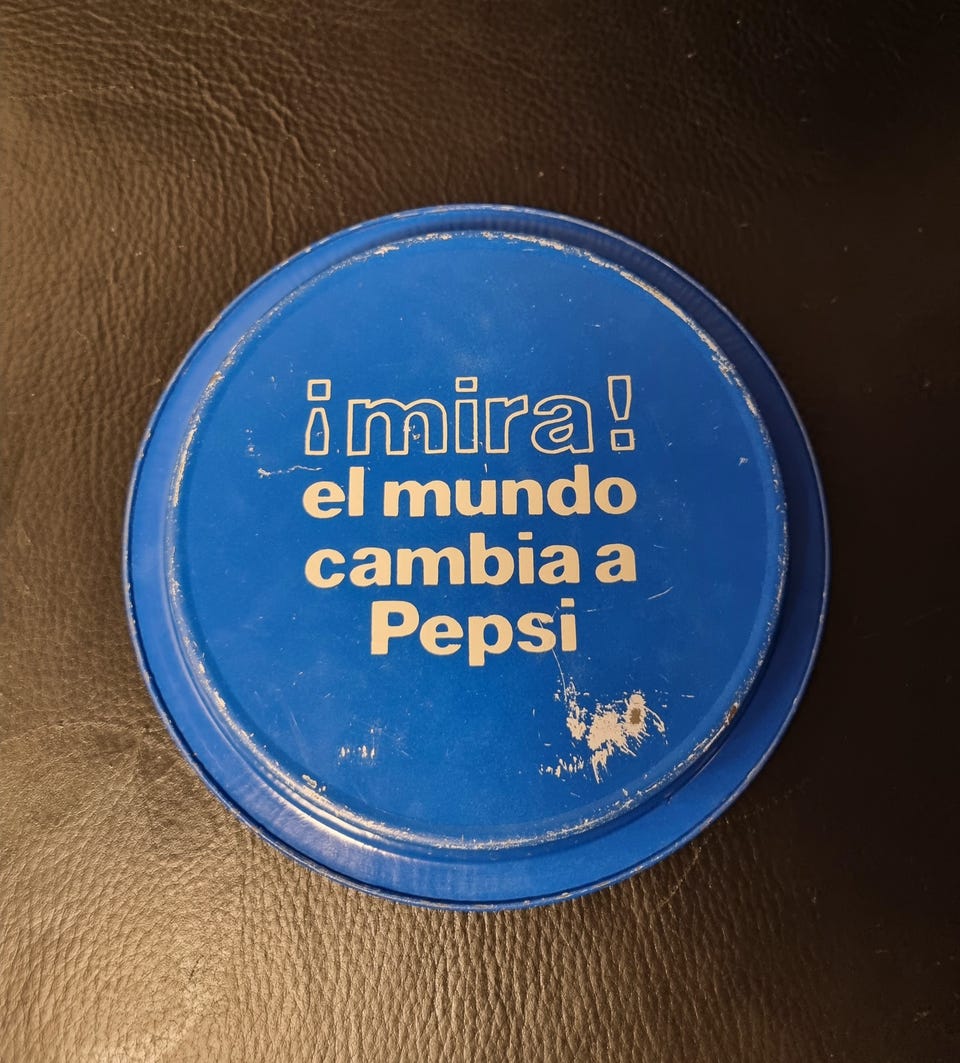 ¡mira!
el mundo
cambia a
Pepsi